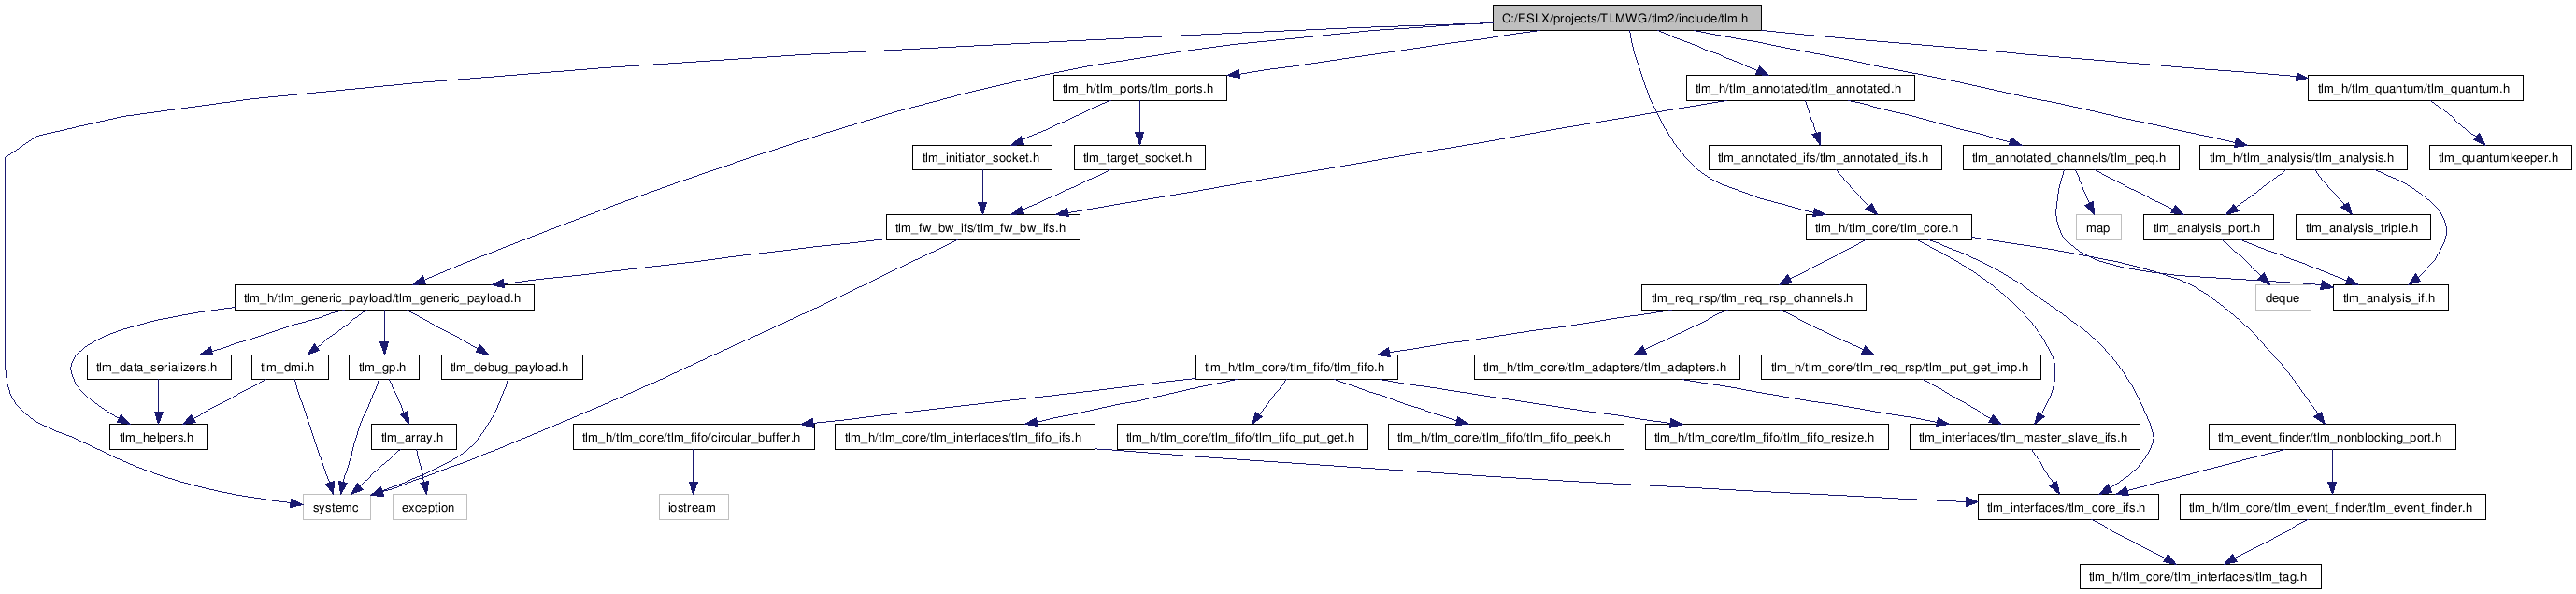 C:/ESLX/projects/TLMWG/tlm2/include/tlm.h
tlm_h/tlm_ports/tlm_ports.h
tlm_h/tlm_annotated/tlm_annotated.h
tlm_h/tlm_quantum/tlm_quantum.h
tlm_initiator_socket.h
tlm_target_socket.h
tlm_annotated_ifs/tlm_annotated_ifs.h
tlm_annotated_channels/tlm_peq.h
tlm_h/tlm_analysis/tlm_analysis.h
tlm_quantumkeeper.h
tlm_fw_bw_ifs/tlm_fw_bw_ifs.h
tlm_h/tlm_core/tlm_core.h
map
tlm_analysis_port.h
tlm_analysis_triple.h
tlm_h/tlm_generic_payload/tlm_generic_payload.h
tlm_req_rsp/tlm_req_rsp_channels.h
deque
tlm_analysis_if.h
tlm_data_serializers.h
tlm_dmi.h
tlm_gp.h
tlm_debug_payload.h
tlm_h/tlm_core/tlm_fifo/tlm_fifo.h
tlm_h/tlm_core/tlm_adapters/tlm_adapters.h
tlm_h/tlm_core/tlm_req_rsp/tlm_put_get_imp.h
tlm_helpers.h
tlm_array.h
tlm_h/tlm_core/tlm_fifo/circular_buffer.h
tlm_h/tlm_core/tlm_interfaces/tlm_fifo_ifs.h
tlm_h/tlm_core/tlm_fifo/tlm_fifo_put_get.h
tlm_h/tlm_core/tlm_fifo/tlm_fifo_peek.h
tlm_h/tlm_core/tlm_fifo/tlm_fifo_resize.h
tlm_interfaces/tlm_master_slave_ifs.h
tlm_event_finder/tlm_nonblocking_port.h
systemc
exception
iostream
tlm_interfaces/tlm_core_ifs.h
tlm_h/tlm_core/tlm_event_finder/tlm_event_finder.h
tlm_h/tlm_core/tlm_interfaces/tlm_tag.h